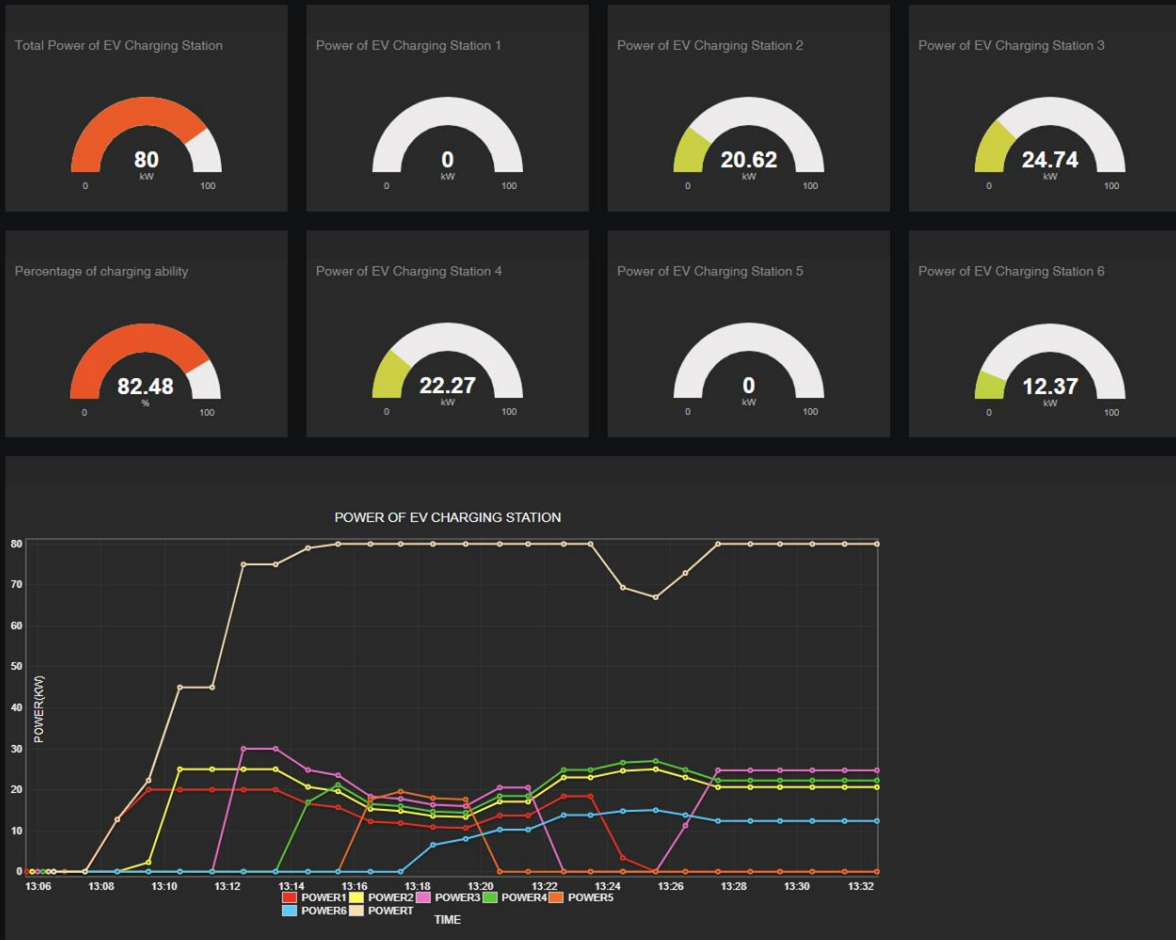 Total Power of EV Charging Station
80
kW
0 100
Power of EV Charging Station 1
0
kW
0 100
Power of EV Charging Station 2
20.62
kW
0 100
Power of EV Charging Station 3
24.74
kW
0 100
Percentage of charging ability
82.48
%
0 100
Power of EV Charging Station 4
22.27
kW
0 100
Power of EV Charging Station 5
0
kW
0 100
Power of EV Charging Station 6
12.37
kW
0 100
POWER OF EV CHARGING STATION
80
70
60
50
40
30
20
10
0
POWER(KW)
13:06 13:08 13:10 13:12 13:14 13:16 13:18 13:20 13:22 13:24 13:26 13:28 13:30 13:32
POWER1 POWER2 POWER3 POWER4 POWER5
POWER6 POWERT
TIME